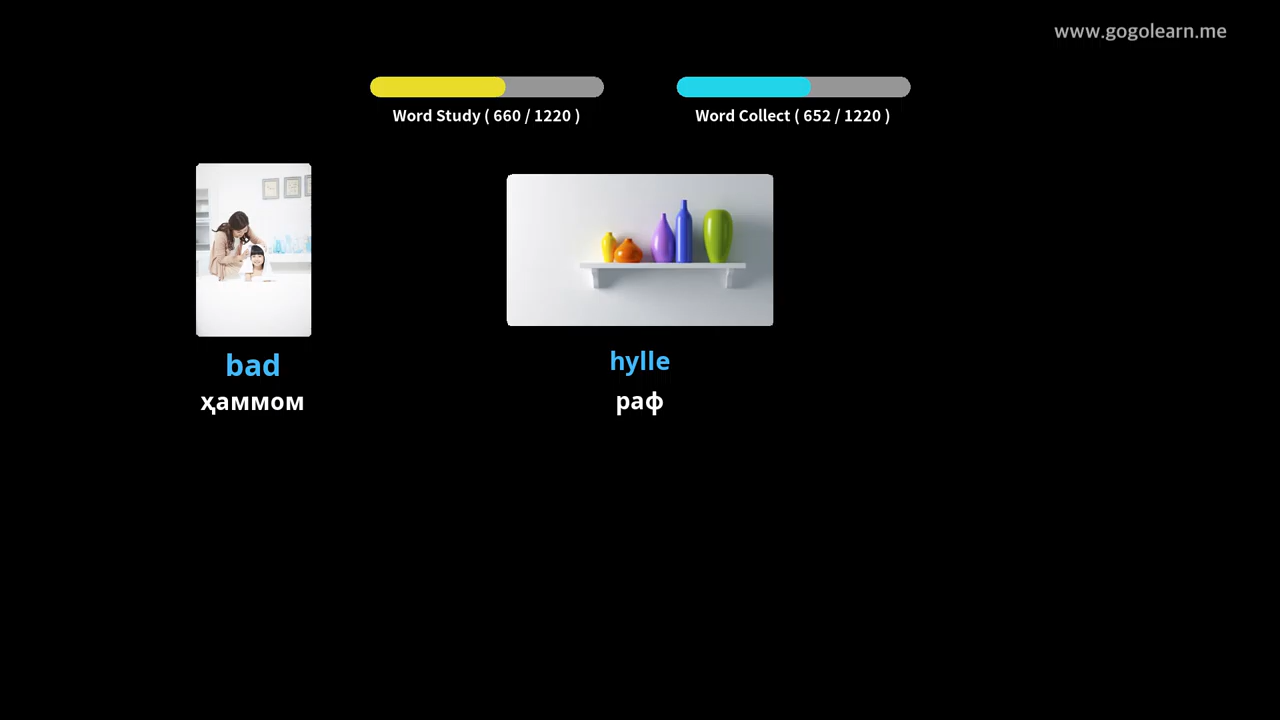 www.gogolearn.me
Word Study ( 660 / 1220 )
Word Collect ( 652 / 1220 )
bad
ҳаммом
hylle
раф